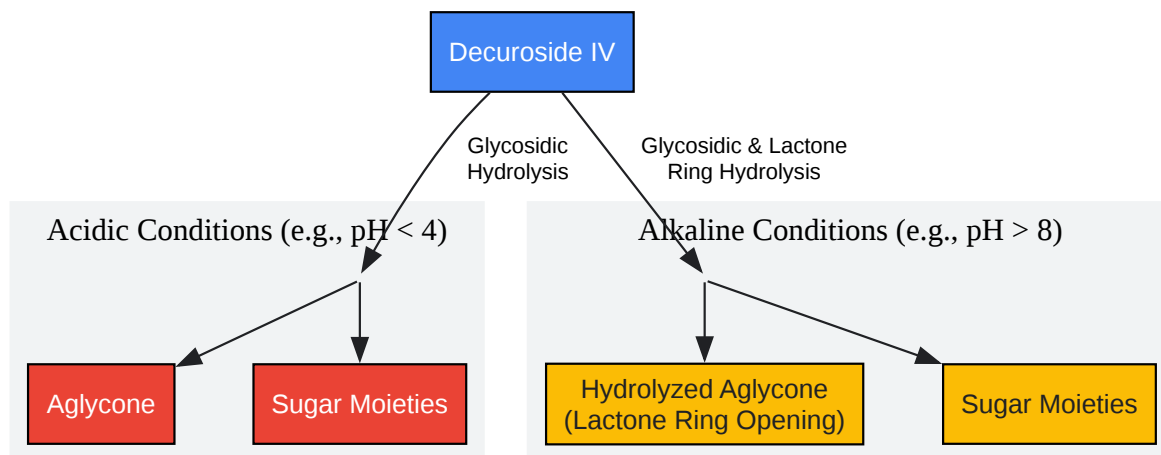 Decuroside IV
Glycosidic
Hydrolysis
Glycosidic & Lactone
Ring Hydrolysis
Acidic Conditions (e.g., pH < 4)
Alkaline Conditions (e.g., pH > 8)
Aglycone
Sugar Moieties
Hydrolyzed Aglycone
(Lactone Ring Opening)
Sugar Moieties